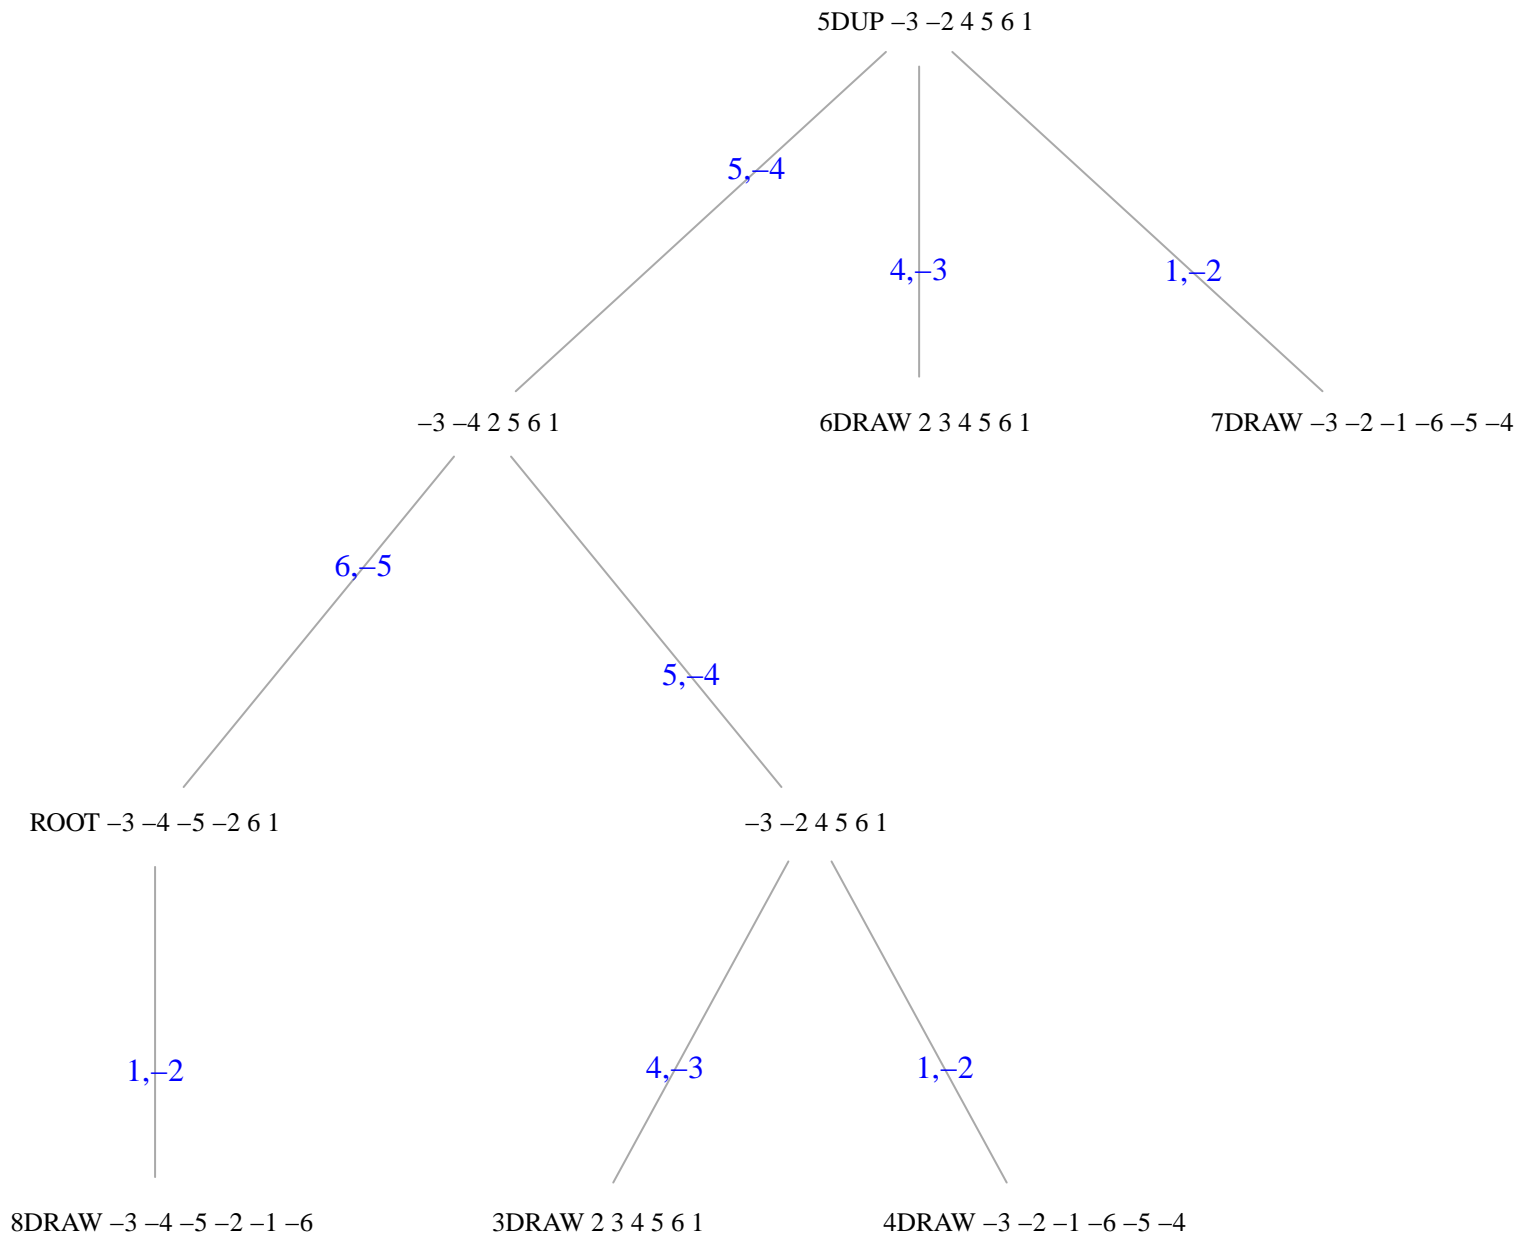 5DUP –3 –2 4 5 6 1
5,–4
4,–3
1,–2
–3 –4 2 5 6 1
6DRAW 2 3 4 5 6 1
7DRAW –3 –2 –1 –6 –5 –4
6,–5
5,–4
ROOT –3 –4 –5 –2 6 1
–3 –2 4 5 6 1
1,–2
4,–3
1,–2
8DRAW –3 –4 –5 –2 –1 –6
3DRAW 2 3 4 5 6 1
4DRAW –3 –2 –1 –6 –5 –4